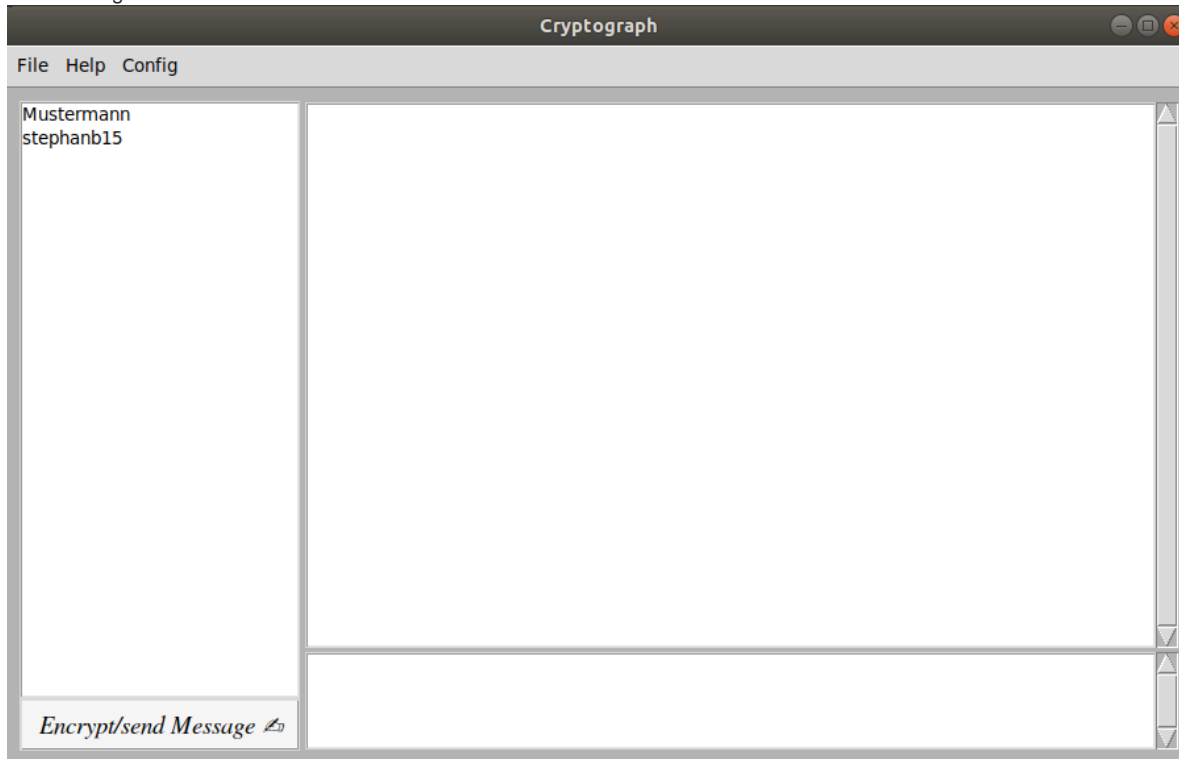 Cryptograph
File Help Config
Mustermann
stephanb15
Encrypt/send Message ✍